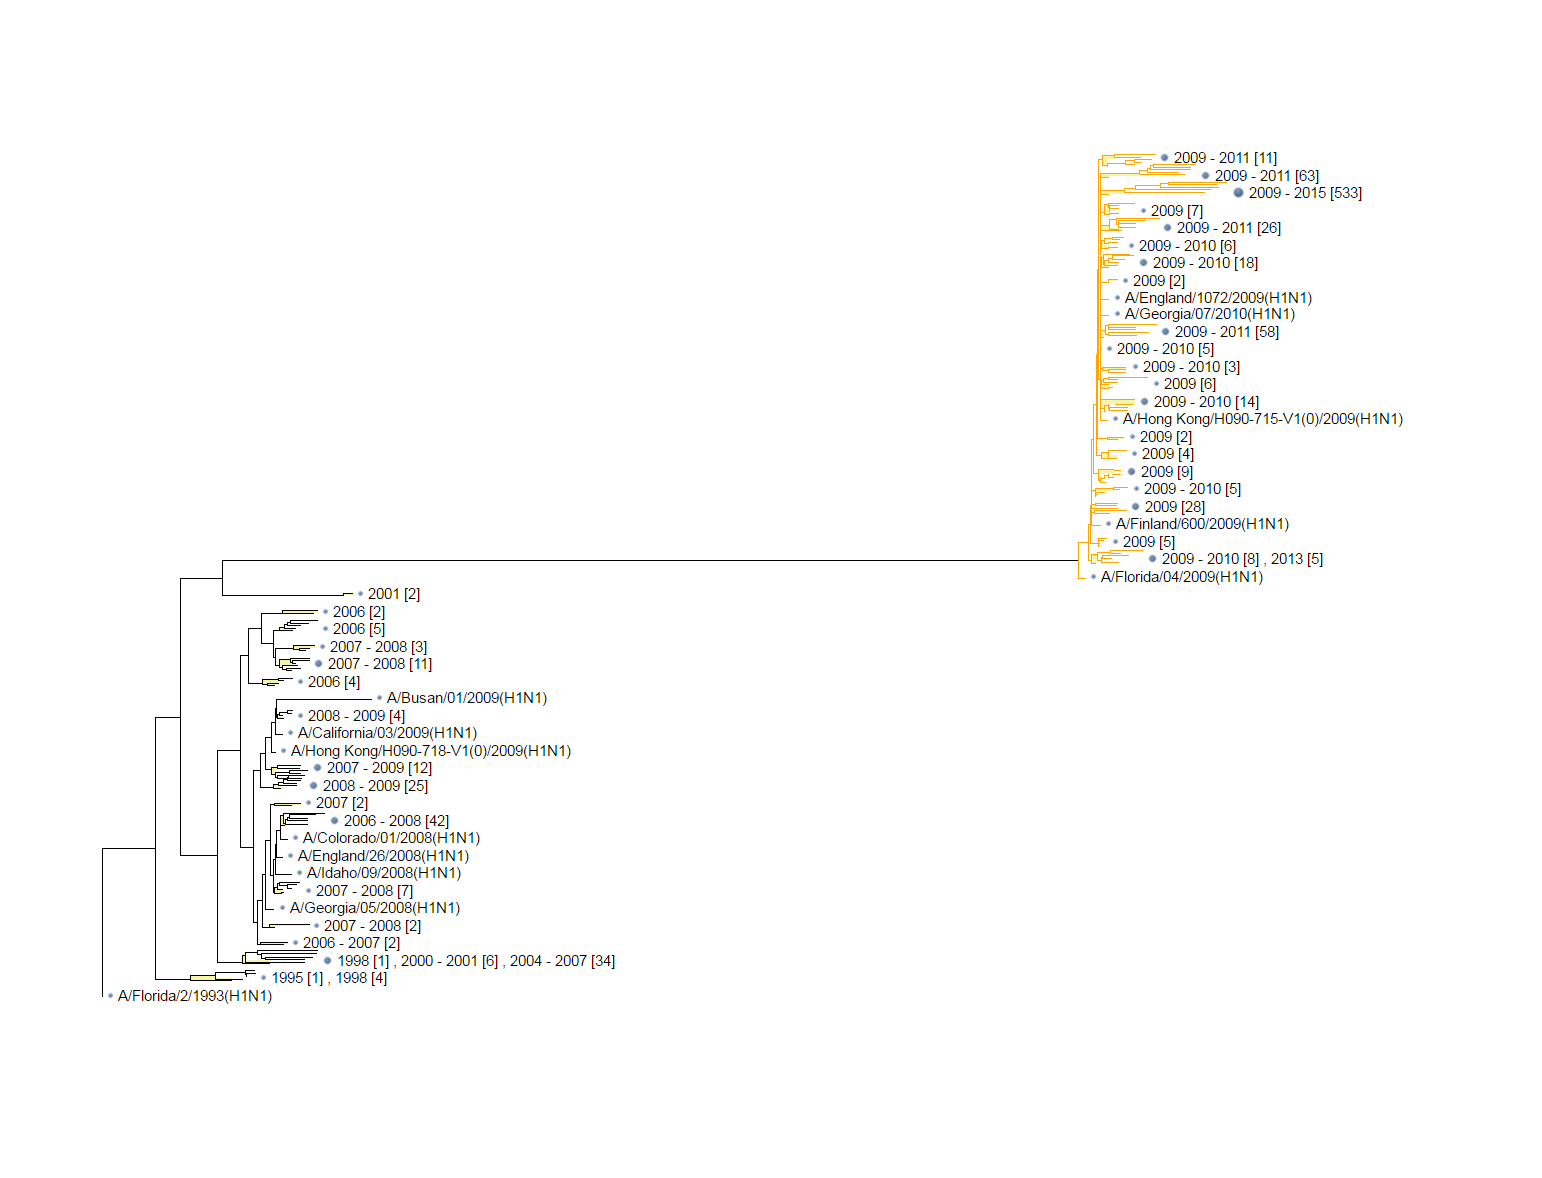 2009 - 2011 [11]
2009 - 2011 [63]
2009 - 2015 [533]
2009 [7]
2009 - 2011 [26]
2009 - 2010 [6]
2009 - 2010 [18]
2009 [2]
A/England/1072/2009(H1N1)
A/Georgia/07/2010(H1N1)
2009 - 2011 [58]
2009 - 2010 [5]
2009 - 2010 [3]
2009 [6]
2009 - 2010 [14]
A/Hong Kong/H090-715-V1(0)/2009(H1N1)
2009 [2]
2009 [4]
2009 [9]
2009 - 2010 [5]
2009 [28]
A/Finland/600/2009(H1N1)
2009 [5]
2009 - 2010 [8] , 2013 [5]
A/Florida/04/2009(H1N1)
2001 [2]
2006 [2]
2006 [5]
2007 - 2008 [3]
2007 - 2008 [11]
2006 [4]
A/Busan/01/2009(H1N1)
2008 - 2009 [4]
A/California/03/2009(H1N1)
A/Hong Kong/H090-718-V1(0)/2009(H1N1)
2007 - 2009 [12]
2008 - 2009 [25]
2007 [2]
2006 - 2008 [42]
A/Colorado/01/2008(H1N1)
A/England/26/2008(H1N1)
A/Idaho/09/2008(H1N1)
2007 - 2008 [7]
A/Georgia/05/2008(H1N1)
2007 - 2008 [2]
2006 - 2007 [2]
1998 [1] , 2000 - 2001 [6] , 2004 - 2007 [34]
1995 [1] , 1998 [4]
A/Florida/2/1993(H1N1)